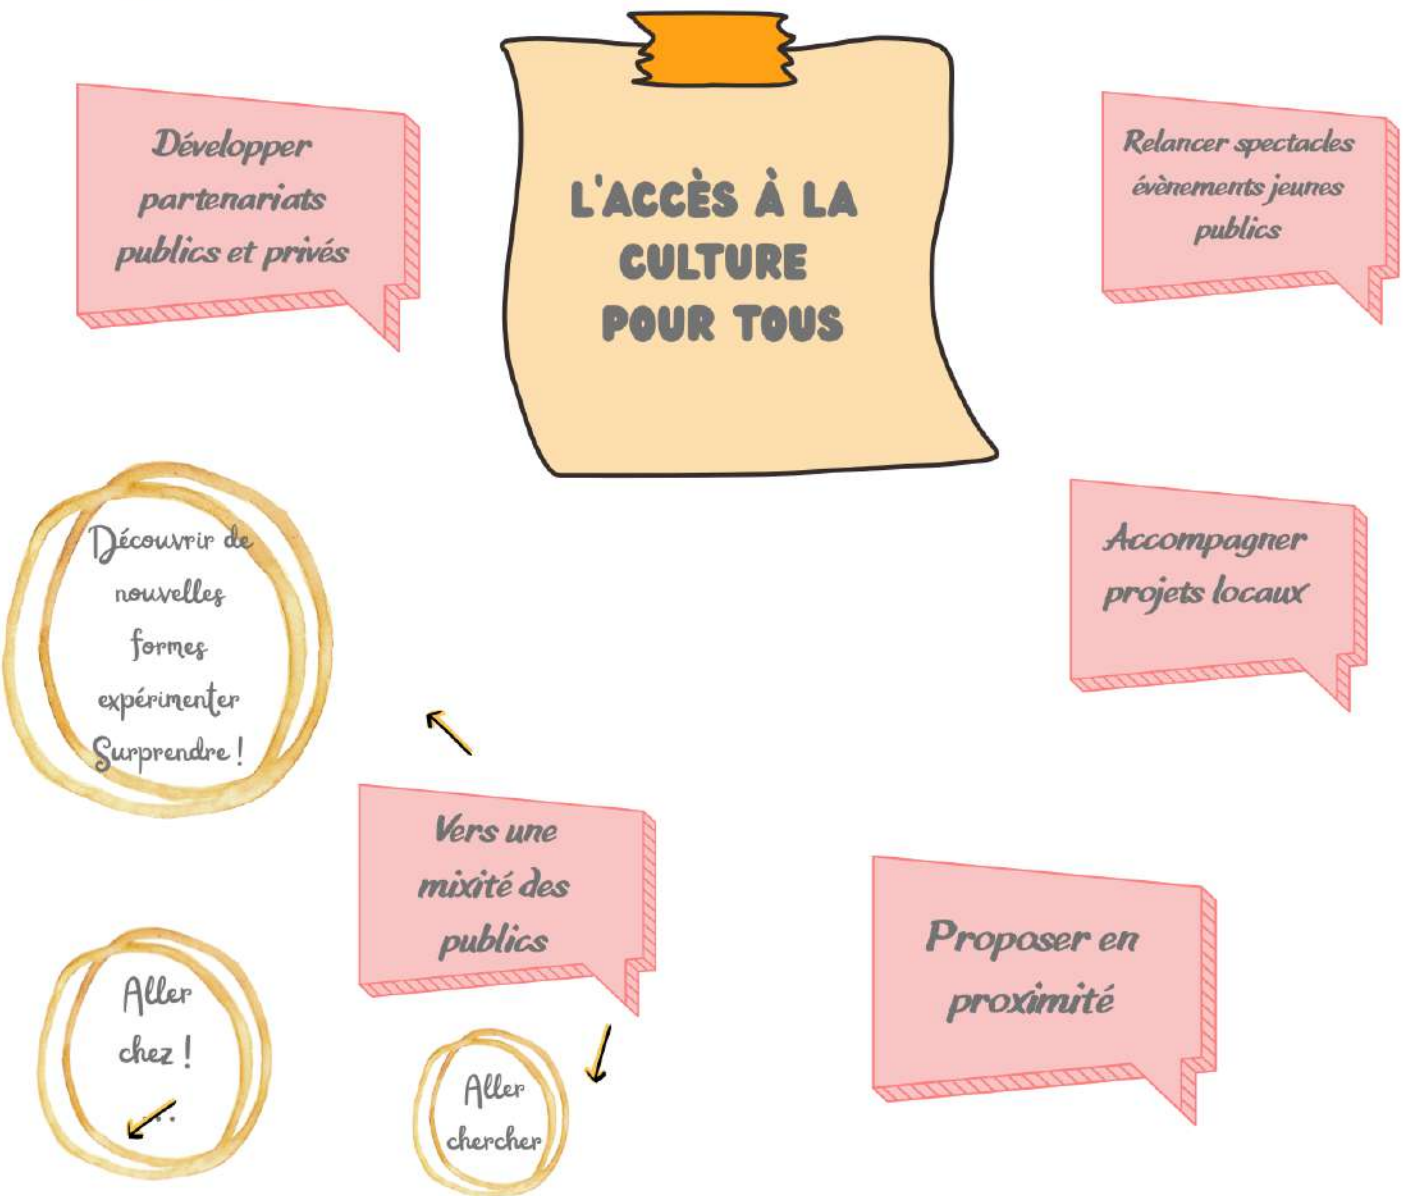 Développer
partenariats
publics et privés
L'ACCÈS À LA
CULTURE
POUR TOUS
Relancer spectacles
évènements jeunes
publics
Découvrir de
nouvelles
formes
expérimenter
Surprendre !
Accompagner
projets locaux
Vers une
mixité des
publics
Proposer en
proximité
Aller
chez !
...
Aller
chercher